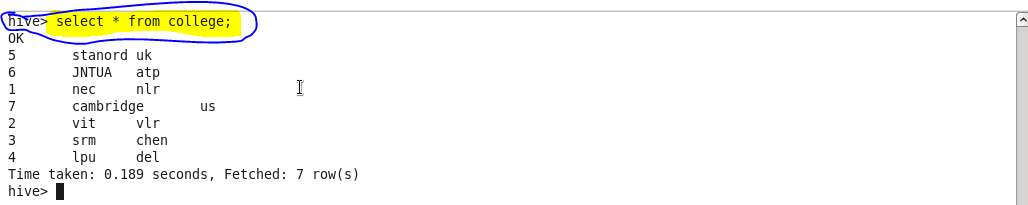 hive> select * from college;
OK
5 stanord uk
6 JNTUA atp
1 nec nlr
7 cambridge us
2 vit vlr
3 srm chen
4 lpu del
Time taken: 0.189 seconds, Fetched: 7 row(s)
hive>